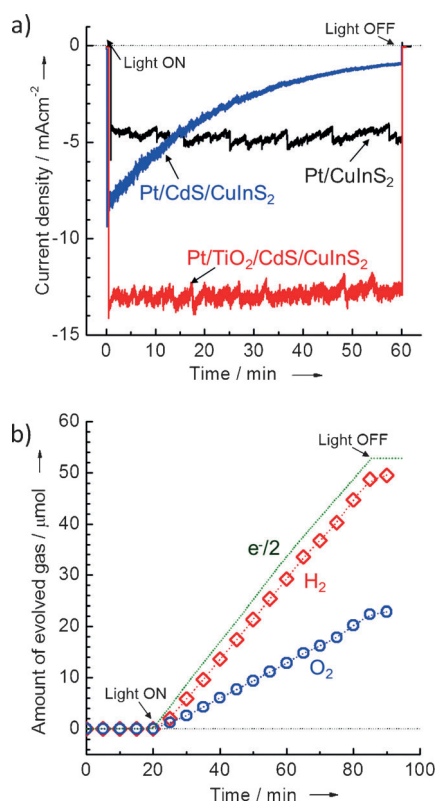 a)
Light ON
Light OFF
0
-5
-10
-15
Current density / mAcm⁻²
Pt/CdS/CuInS₂
Pt/CuInS₂
Pt/TiO₂/CdS/CuInS₂
0 10 20 30 40 50 60
Time / min
b)
60
50
40
30
20
10
0
Amount of evolved gas / μmol
Light OFF
e⁻/2
H₂
O₂
Light ON
0 20 40 60 80 100
Time / min